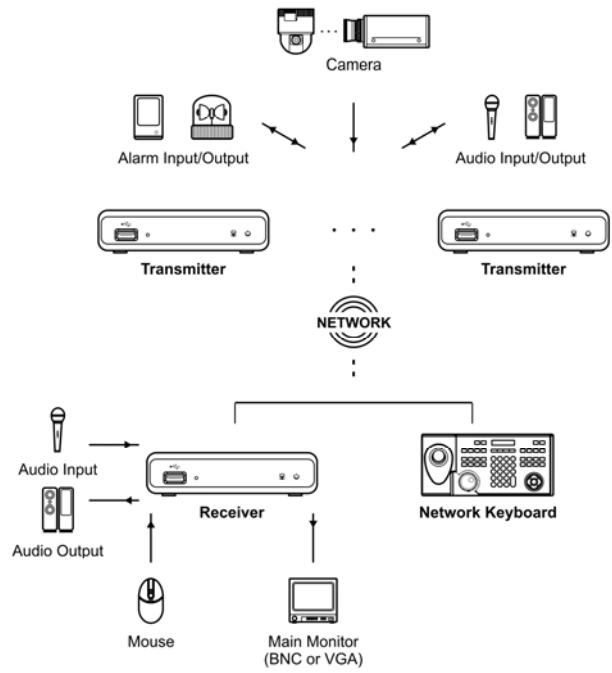 Camera
Alarm Input/Output
Audio Input/Output
Transmitter
Transmitter
NETWORK
Audio Input
Receiver
Network Keyboard
Audio Output
Mouse
Main Monitor
(BNC or VGA)